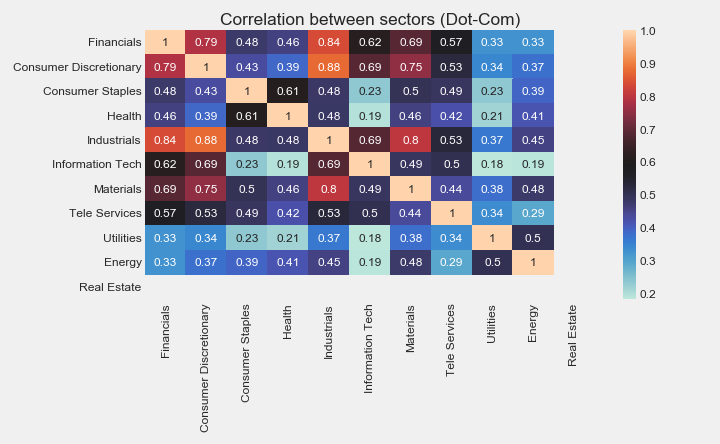 Correlation between sectors (Dot-Com)
Financials 1 0.79 0.48 0.46 0.84 0.62 0.69 0.57 0.33 0.33
Consumer Discretionary 0.79 1 0.43 0.39 0.88 0.69 0.75 0.53 0.34 0.37
Consumer Staples 0.48 0.43 1 0.61 0.48 0.23 0.5 0.49 0.23 0.39
Health 0.46 0.39 0.61 1 0.48 0.19 0.46 0.42 0.21 0.41
Industrials 0.84 0.88 0.48 0.48 1 0.69 0.8 0.53 0.37 0.45
Information Tech 0.62 0.69 0.23 0.19 0.69 1 0.49 0.5 0.18 0.19
Materials 0.69 0.75 0.5 0.46 0.8 0.49 1 0.44 0.38 0.48
Tele Services 0.57 0.53 0.49 0.42 0.53 0.5 0.44 1 0.34 0.29
Utilities 0.33 0.34 0.23 0.21 0.37 0.18 0.38 0.34 1 0.5
Energy 0.33 0.37 0.39 0.41 0.45 0.19 0.48 0.29 0.5 1
Real Estate
Financials
Consumer Discretionary
Consumer Staples
Health
Industrials
Information Tech
Materials
Tele Services
Utilities
Energy
Real Estate
1.0
0.9
0.8
0.7
0.6
0.5
0.4
0.3
0.2